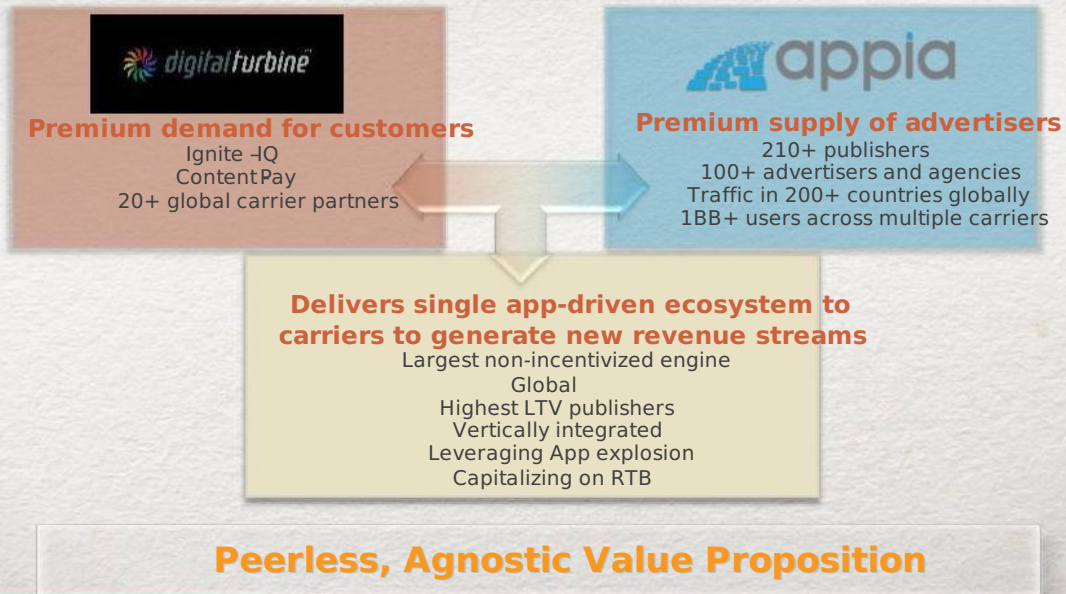 digital turbine
Premium demand for customers
Ignite -IQ
ContentPay
20+ global carrier partners
appia
Premium supply of advertisers
210+ publishers
100+ advertisers and agencies
Traffic in 200+ countries globally
1BB+ users across multiple carriers
Delivers single app-driven ecosystem to
carriers to generate new revenue streams
Largest non-incentivized engine
Global
Highest LTV publishers
Vertically integrated
Leveraging App explosion
Capitalizing on RTB
Peerless, Agnostic Value Proposition